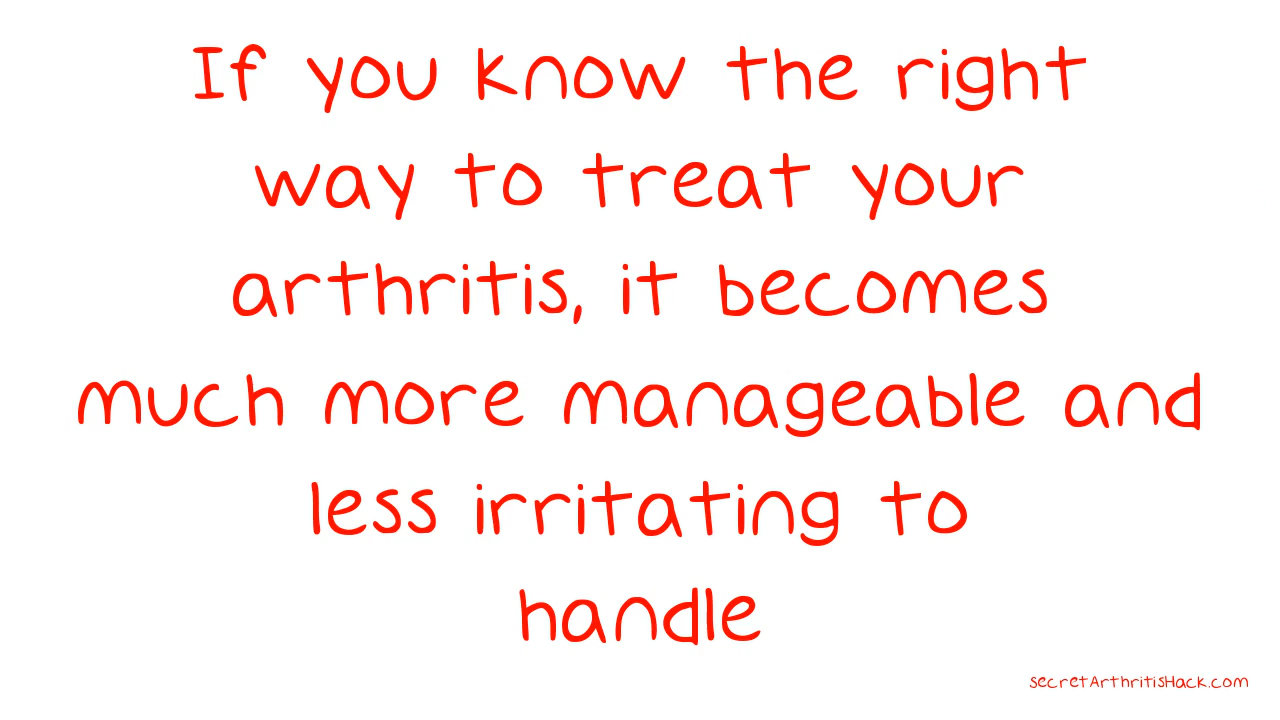 If you know the right
way to treat your
arthritis, it becomes
much more manageable and
less irritating to
handle
secretArthritisHack.com